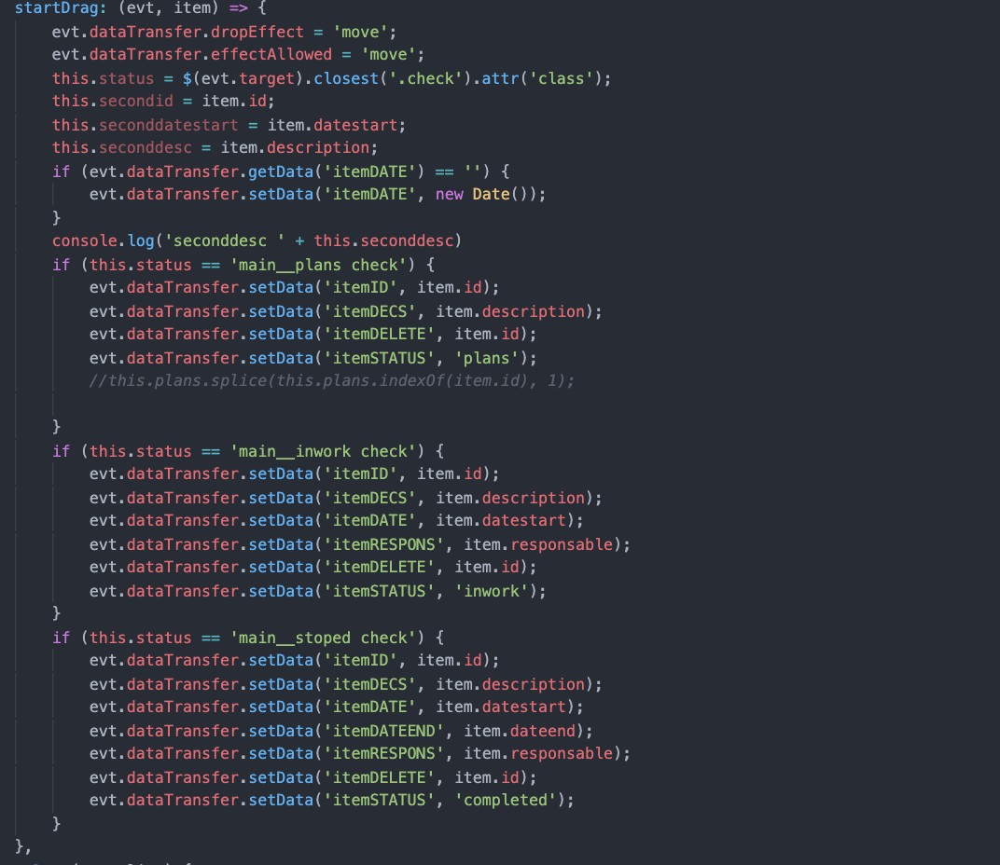 startDrag: (evt, item) => {
evt.dataTransfer.dropEffect = 'move';
evt.dataTransfer.effectAllowed = 'move';
this.status = $(evt.target).closest('.check').attr('class');
this.secondid = item.id;
this.seconddatestart = item.datestart;
this.seconddesc = item.description;
if (evt.dataTransfer.getData('itemDATE') == '') {
evt.dataTransfer.setData('itemDATE', new Date());
}
console.log('seconddesc ' + this.seconddesc)
if (this.status == 'main__plans check') {
evt.dataTransfer.setData('itemID', item.id);
evt.dataTransfer.setData('itemDECS', item.description);
evt.dataTransfer.setData('itemDELETE', item.id);
evt.dataTransfer.setData('itemSTATUS', 'plans');
//this.plans.splice(this.plans.indexOf(item.id), 1);
}
if (this.status == 'main__inwork check') {
evt.dataTransfer.setData('itemID', item.id);
evt.dataTransfer.setData('itemDECS', item.description);
evt.dataTransfer.setData('itemDATE', item.datestart);
evt.dataTransfer.setData('itemRESPONS', item.responsable);
evt.dataTransfer.setData('itemDELETE', item.id);
evt.dataTransfer.setData('itemSTATUS', 'inwork');
}
if (this.status == 'main__stoped check') {
evt.dataTransfer.setData('itemID', item.id);
evt.dataTransfer.setData('itemDECS', item.description);
evt.dataTransfer.setData('itemDATE', item.datestart);
evt.dataTransfer.setData('itemDATEEND', item.dateend);
evt.dataTransfer.setData('itemRESPONS', item.responsable);
evt.dataTransfer.setData('itemDELETE', item.id);
evt.dataTransfer.setData('itemSTATUS', 'completed');
}
},